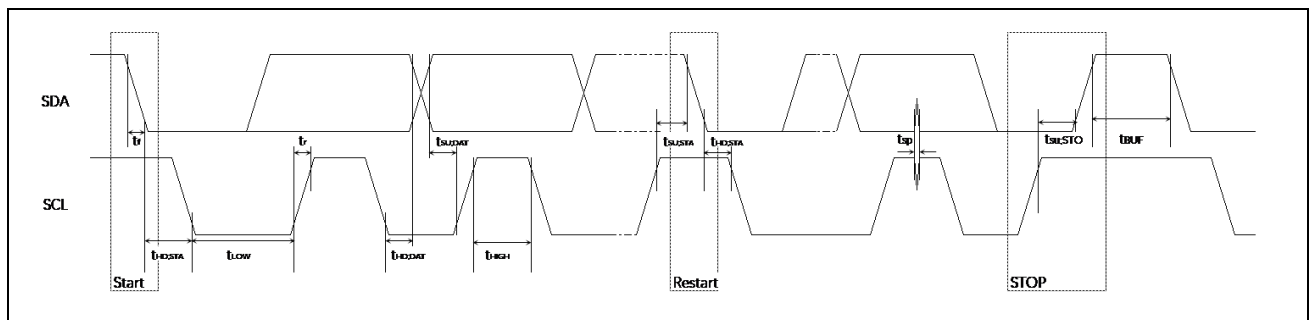 SDA
tf
tr
tSU;DAT
tSU;STA
tHD;STA
tsp
tsu;STO
tBUF
SCL
tHD;STA
tLOW
tHD;DAT
tHIGH
Start
Restart
STOP